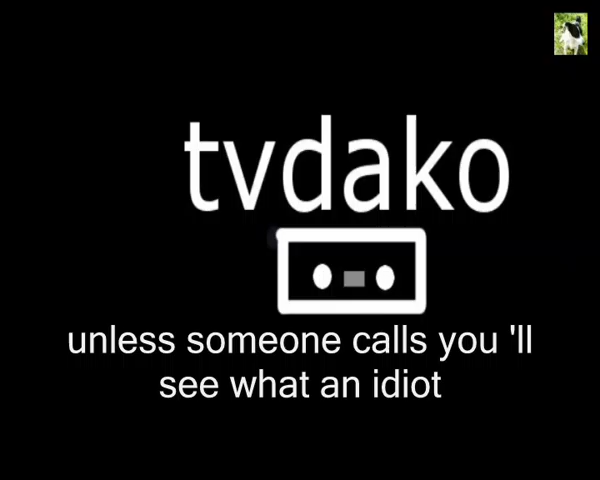 tvdako
unless someone calls you 'll
see what an idiot